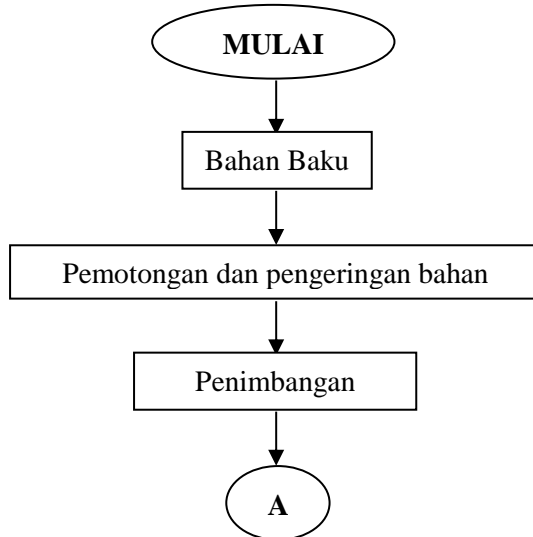 MULAI
Bahan Baku
Pemotongan dan pengeringan bahan
Penimbangan
A